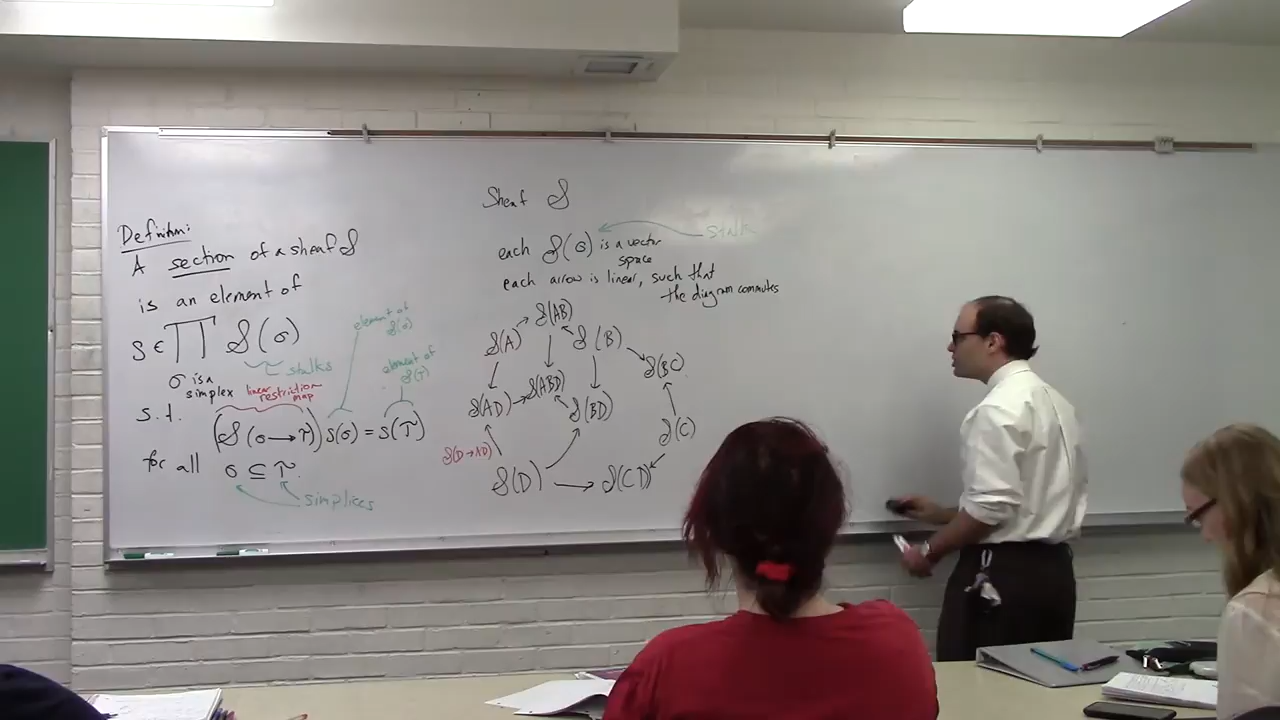 Definition:
A section of a sheaf 𝒮
is an element of
s ∈ ∏ 𝒮(σ)
stalks
σ is a
simplex
linear
restriction
map
element of
𝒮(σ)
element of
𝒮(τ)
s.t.
(𝒮(σ→τ))s(σ) = s(τ)
for all σ ⊆ τ.
simplices
Sheaf 𝒮
each 𝒮(σ) is a vector
space
stalk
each arrow is linear, such that
the diagram commutes
𝒮(AB)
𝒮(A) 𝒮(B)
𝒮(BC)
𝒮(ABD)
𝒮(AD) 𝒮(BD)
𝒮(C)
𝒮(D→AD)
𝒮(D) → 𝒮(CD)